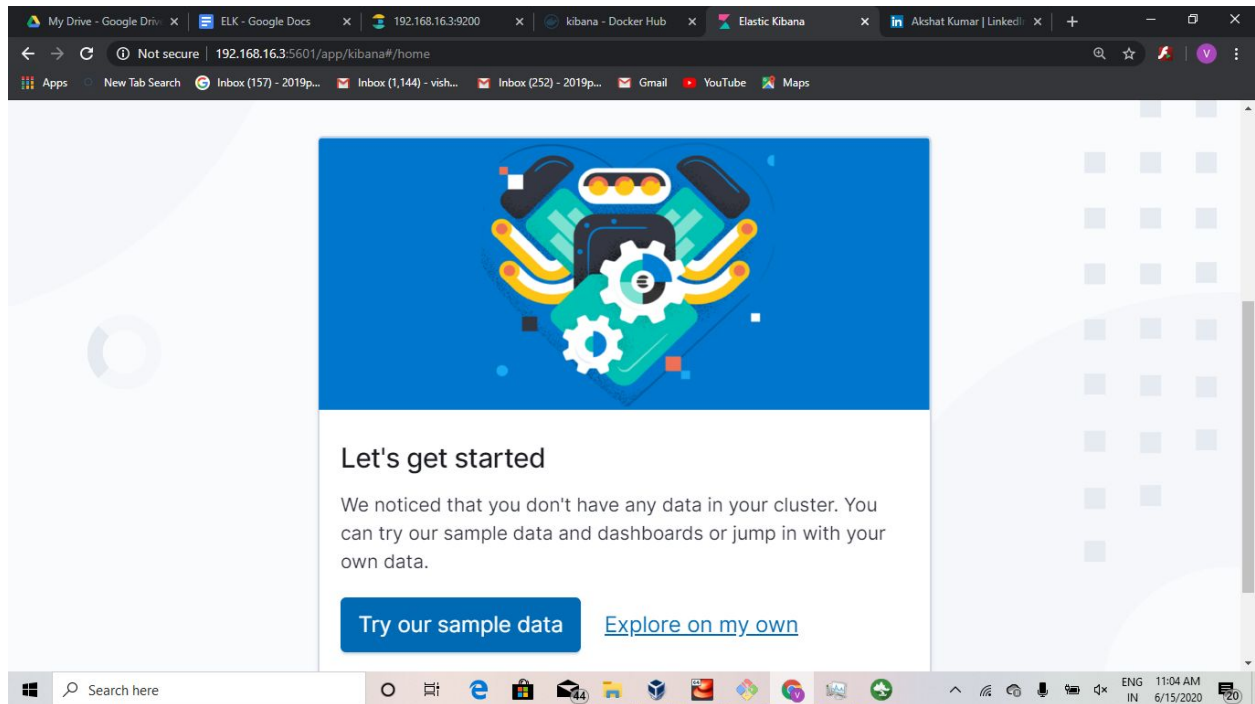 My Drive - Google Driv
ELK - Google Docs
192.168.16.3:9200
kibana - Docker Hub
Elastic Kibana
Akshat Kumar | LinkedIn
Not secure | 192.168.16.3:5601/app/kibana#/home
V
Apps
New Tab Search
Inbox (157) - 2019p...
Inbox (1,144) - vish...
Inbox (252) - 2019p...
Gmail
YouTube
Maps
Let's get started
We noticed that you don't have any data in your cluster. You
can try our sample data and dashboards or jump in with your
own data.
Try our sample data
Explore on my own
Search here
44
V
ENG
IN
11:04 AM
6/15/2020
20